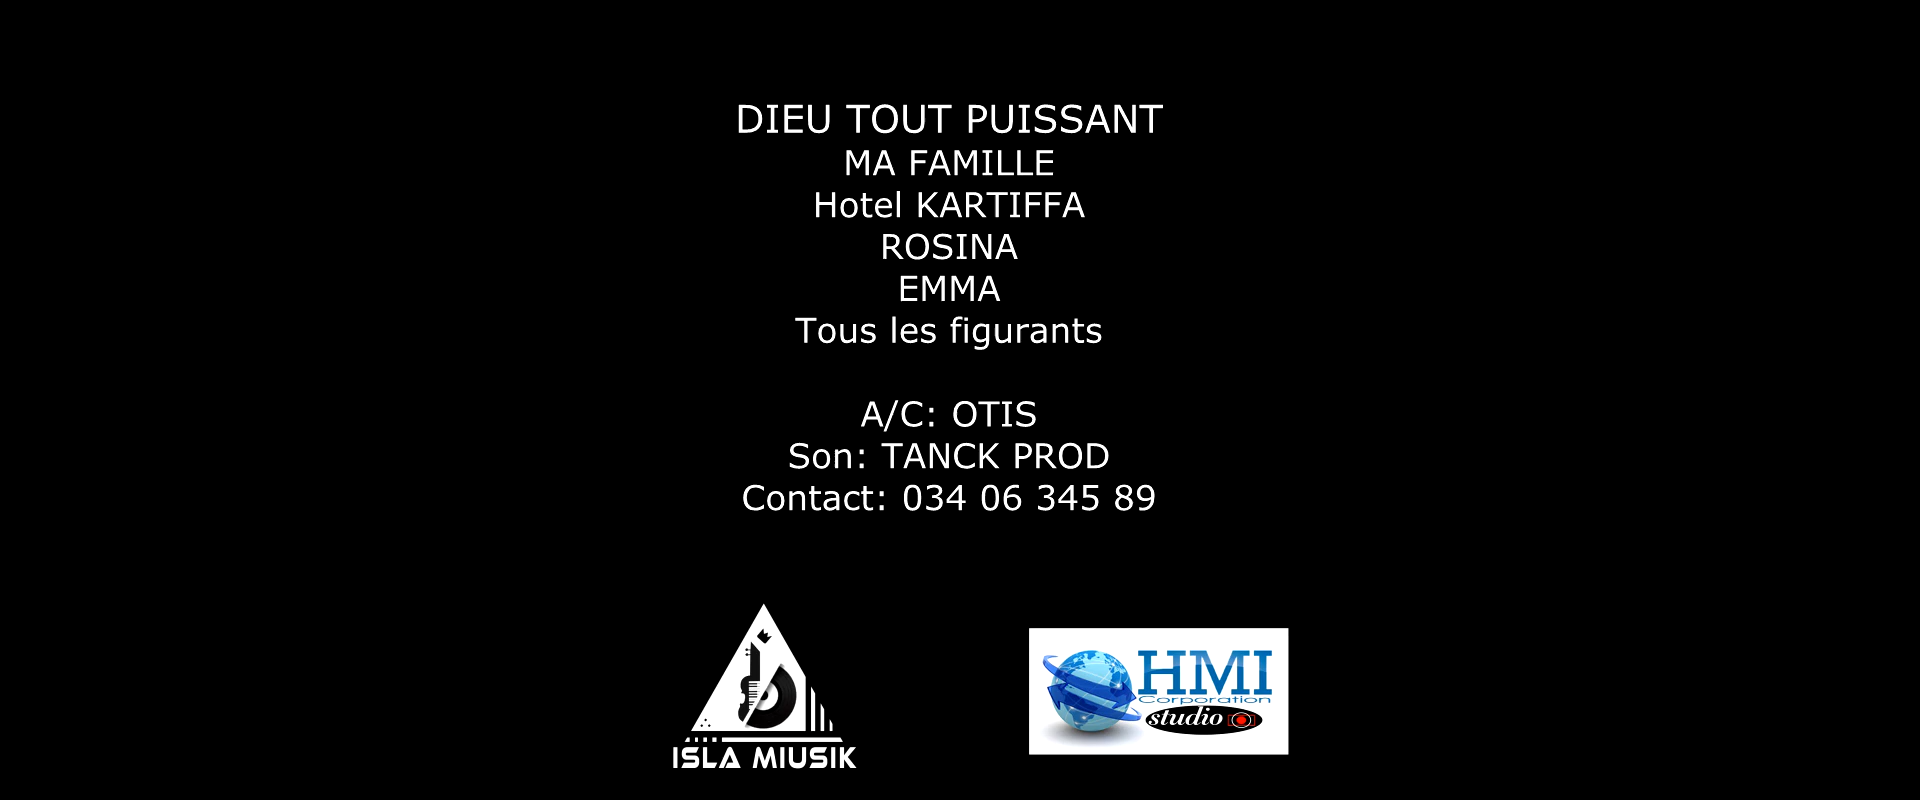 DIEU TOUT PUISSANT
MA FAMILLE
Hotel KARTIFFA
ROSINA
EMMA
Tous les figurants
A/C: OTIS
Son: TANCK PROD
Contact: 034 06 345 89
ISLA MIUSIK
HMI
Corporation
studio